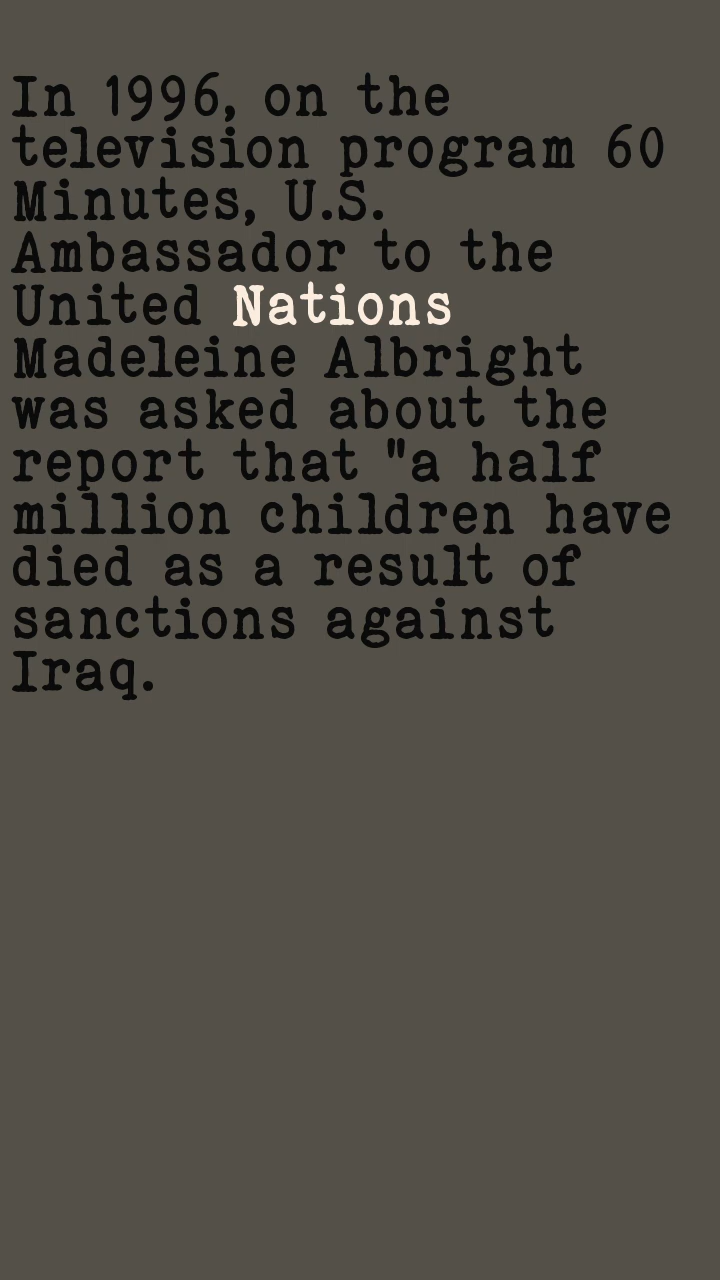 In 1996, on the
television program 60
Minutes, U.S.
Ambassador to the
United Nations
Madeleine Albright
was asked about the
report that "a half
million children have
died as a result of
sanctions against
Iraq.